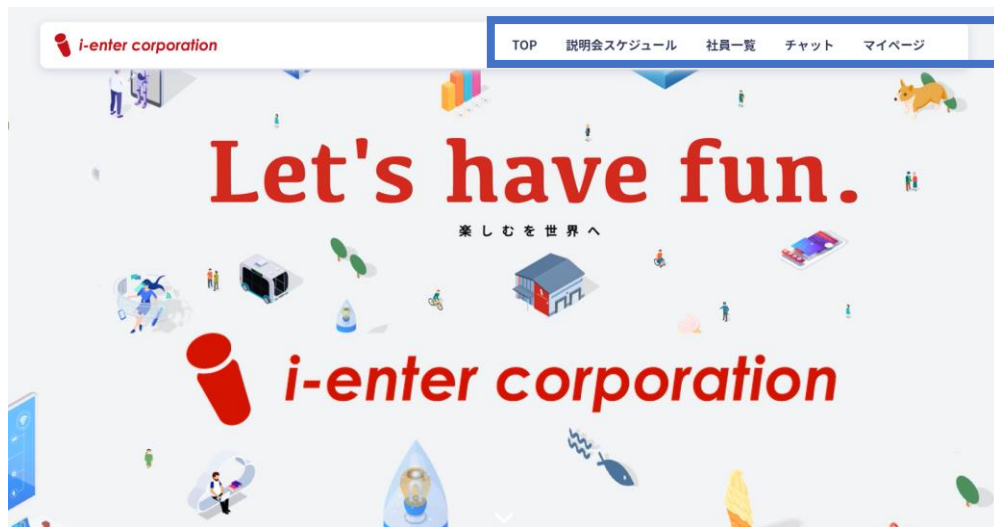 i-enter corporation
TOP 説明会スケジュール 社員一覧 チャット マイページ
Let's have fun.
楽しむを世界へ
i-enter corporation